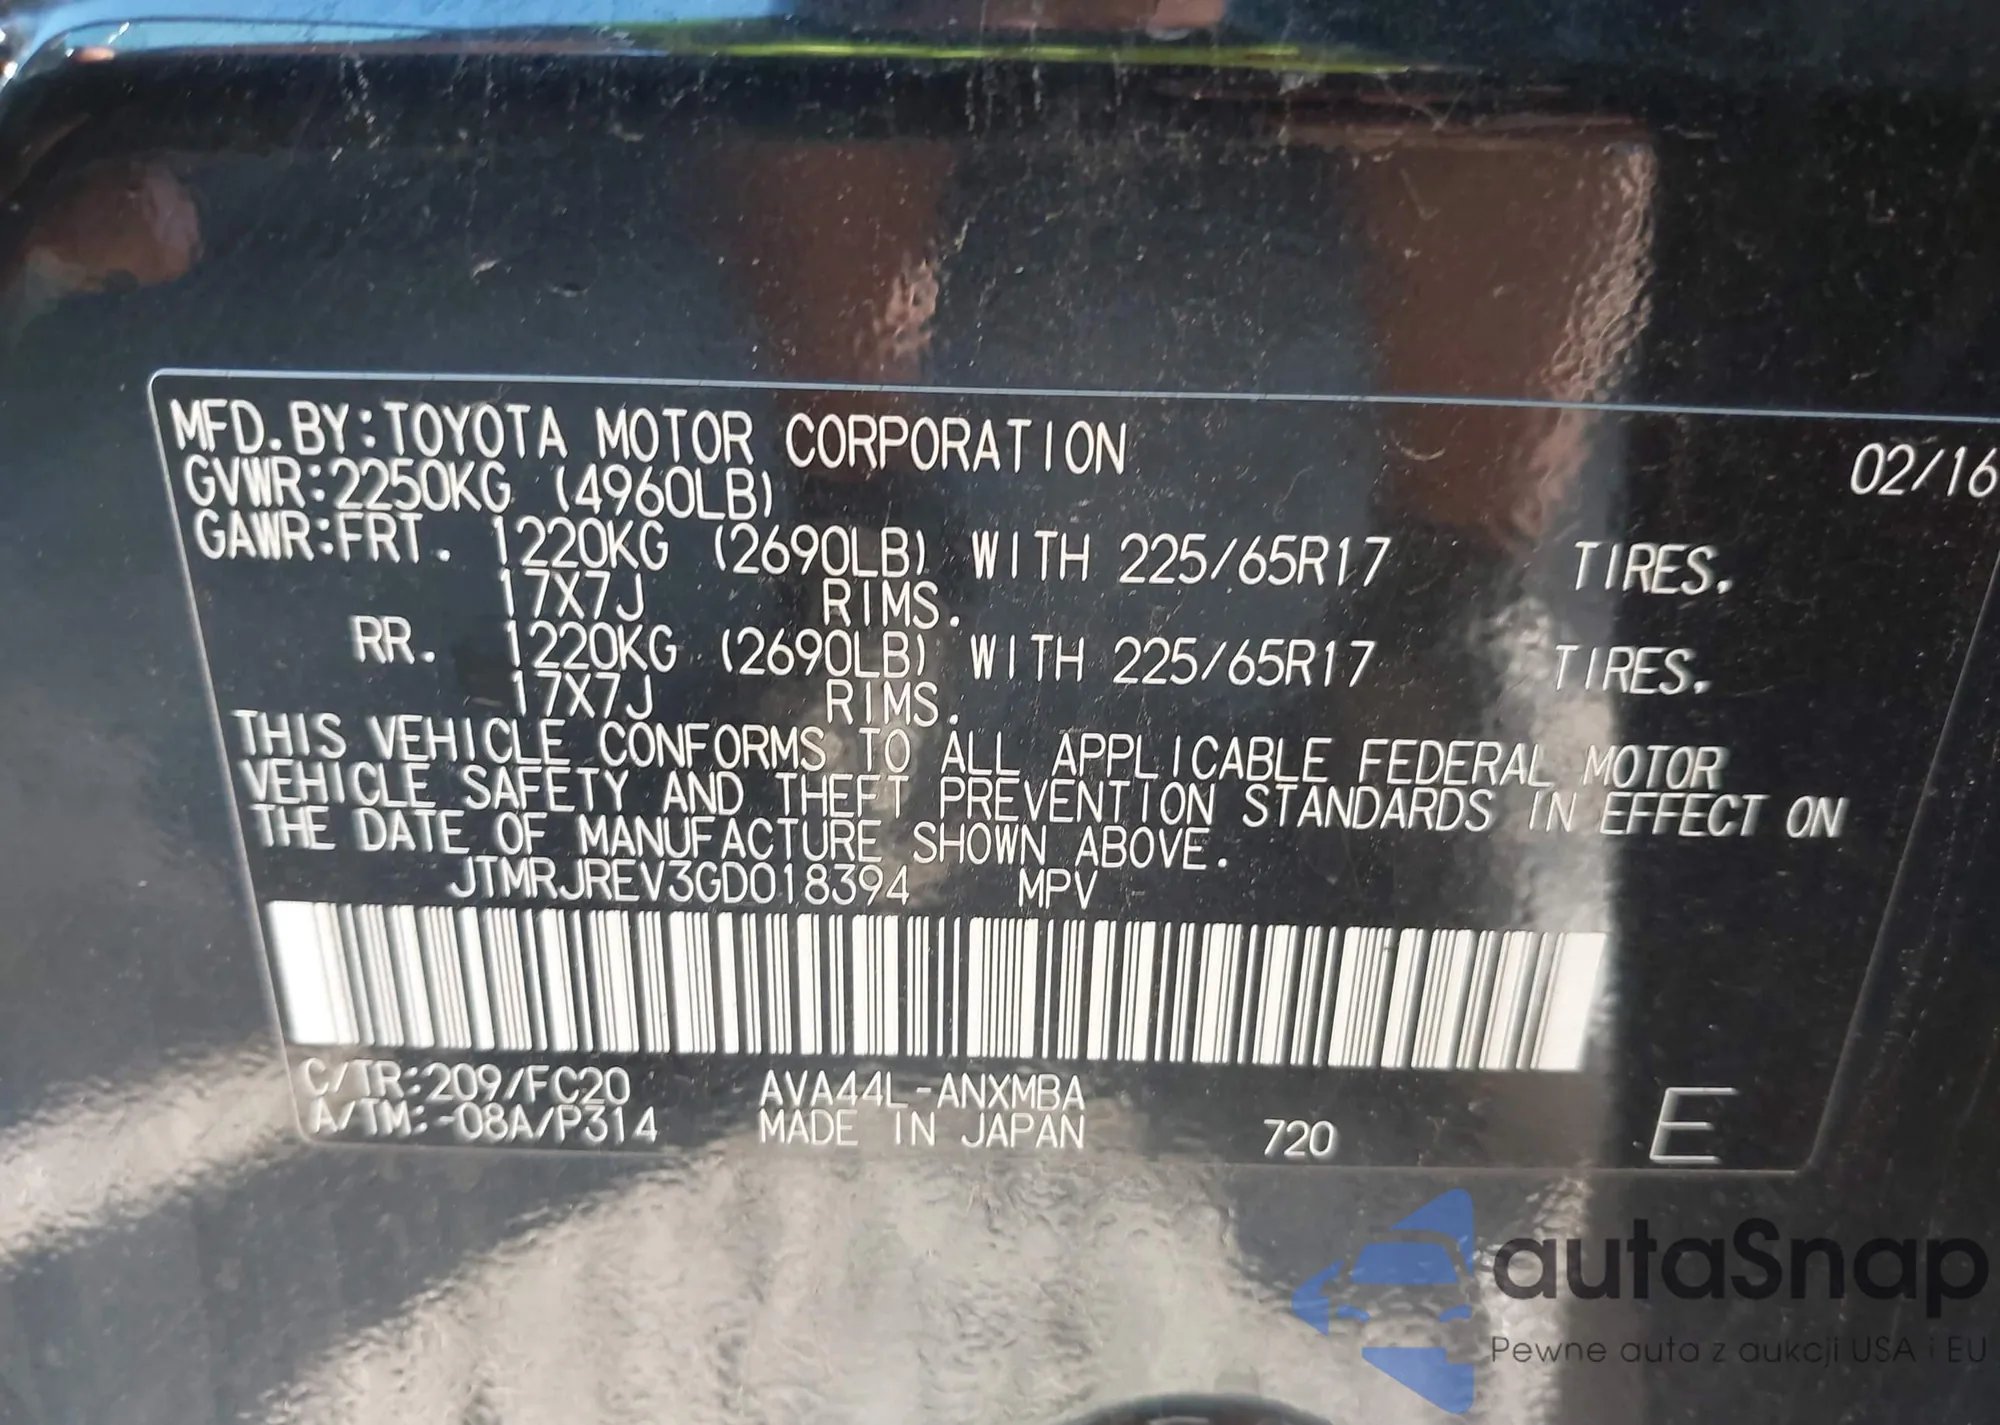 MFD.BY:TOYOTA MOTOR CORPORATION 02/16
GVWR:2250KG (4960LB)
GAWR:FRT. 1220KG (2690LB) WITH 225/65R17 TIRES.
17X7J RIMS.
RR. 1220KG (2690LB) WITH 225/65R17 TIRES.
17X7J RIMS.
THIS VEHICLE CONFORMS TO ALL APPLICABLE FEDERAL MOTOR
VEHICLE SAFETY AND THEFT PREVENTION STANDARDS IN EFFECT ON
THE DATE OF MANUFACTURE SHOWN ABOVE.
JTMRJREV3GD018394 MPV
C/TR:209/FC20 AVA44L-ANXMBA
A/TM:-08A/P314 MADE IN JAPAN 720 E
autaSnap
Pewne auta z aukcji USA i EU